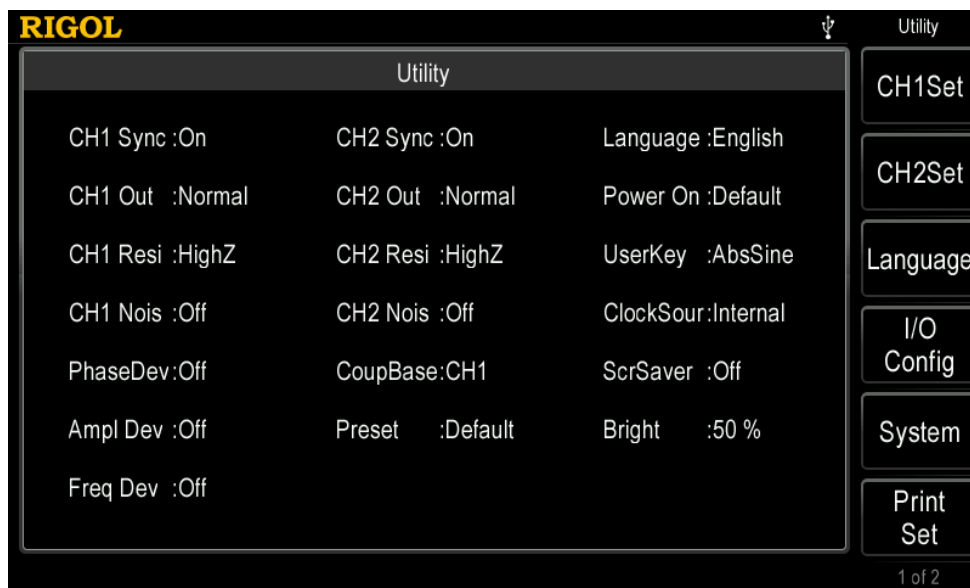 RIGOL
Utility
Utility
CH1 Sync :On CH2 Sync :On Language :English
CH1 Out :Normal CH2 Out :Normal Power On :Default
CH1 Resi :HighZ CH2 Resi :HighZ UserKey :AbsSine
CH1 Nois :Off CH2 Nois :Off ClockSour:Internal
PhaseDev:Off CoupBase:CH1 ScrSaver :Off
Ampl Dev :Off Preset :Default Bright :50 %
Freq Dev :Off
CH1Set
CH2Set
Language
I/O
Config
System
Print
Set
1 of 2